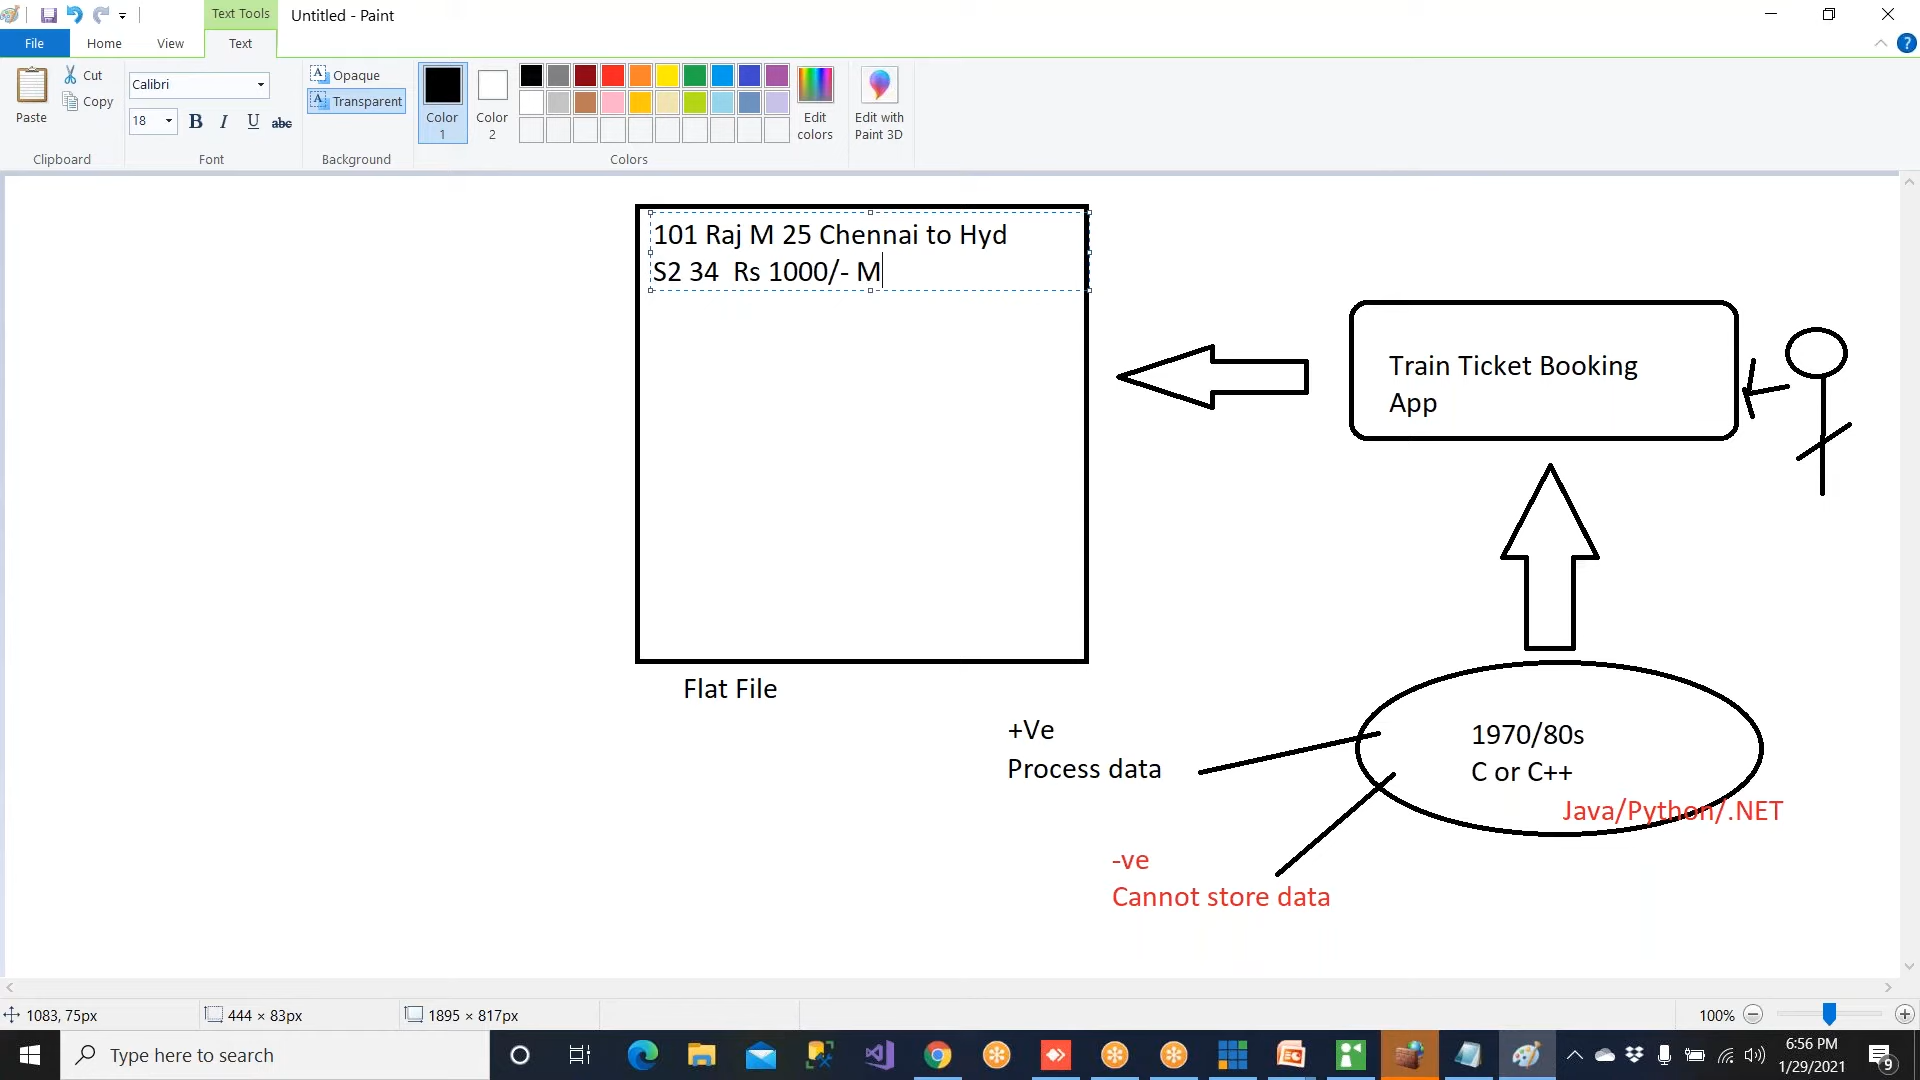 Text Tools
Untitled - Paint
File
Home
View
Text
Paste
Cut
Copy
Clipboard
Calibri
18
B I U abc
Font
Opaque
Transparent
Background
Color
1
Color
2
Edit
colors
Colors
Edit with
Paint 3D
101 Raj M 25 Chennai to Hyd
S2 34  Rs 1000/- M
Train Ticket Booking
App
Flat File
+Ve
Process data
1970/80s
C or C++
Java/Python/.NET
-ve
Cannot store data
1083, 75px
444 × 83px
1895 × 817px
100%
Type here to search
6:56 PM
1/29/2021
9